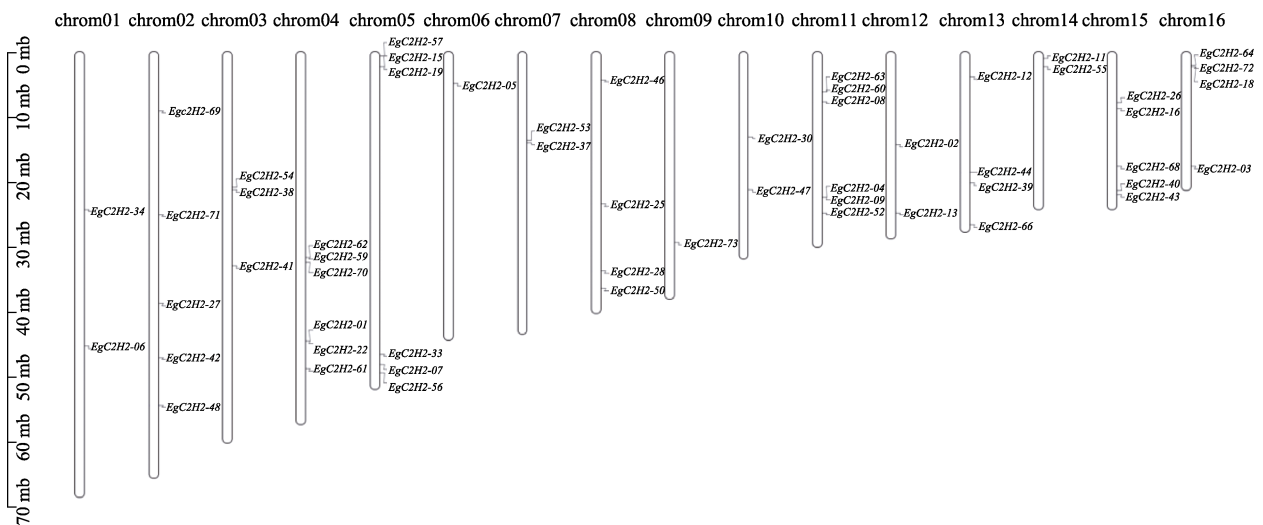 chrom01 chrom02 chrom03 chrom04 chrom05 chrom06 chrom07 chrom08 chrom09 chrom10 chrom11 chrom12 chrom13 chrom14 chrom15 chrom16
0 mb
10 mb
20 mb
30 mb
40 mb
50 mb
60 mb
70 mb
EgC2H2-34
EgC2H2-06
Egc2H2-69
EgC2H2-71
EgC2H2-27
EgC2H2-42
EgC2H2-48
EgC2H2-54
EgC2H2-38
EgC2H2-41
EgC2H2-62
EgC2H2-59
EgC2H2-70
EgC2H2-01
EgC2H2-22
EgC2H2-61
EgC2H2-57
EgC2H2-15
EgC2H2-19
EgC2H2-33
EgC2H2-07
EgC2H2-56
EgC2H2-05
EgC2H2-53
EgC2H2-37
EgC2H2-46
EgC2H2-25
EgC2H2-28
EgC2H2-50
EgC2H2-73
EgC2H2-30
EgC2H2-47
EgC2H2-63
EgC2H2-60
EgC2H2-08
EgC2H2-04
EgC2H2-09
EgC2H2-52
EgC2H2-02
EgC2H2-13
EgC2H2-12
EgC2H2-44
EgC2H2-39
EgC2H2-66
EgC2H2-11
EgC2H2-55
EgC2H2-26
EgC2H2-16
EgC2H2-68
EgC2H2-40
EgC2H2-43
EgC2H2-64
EgC2H2-72
EgC2H2-18
EgC2H2-03